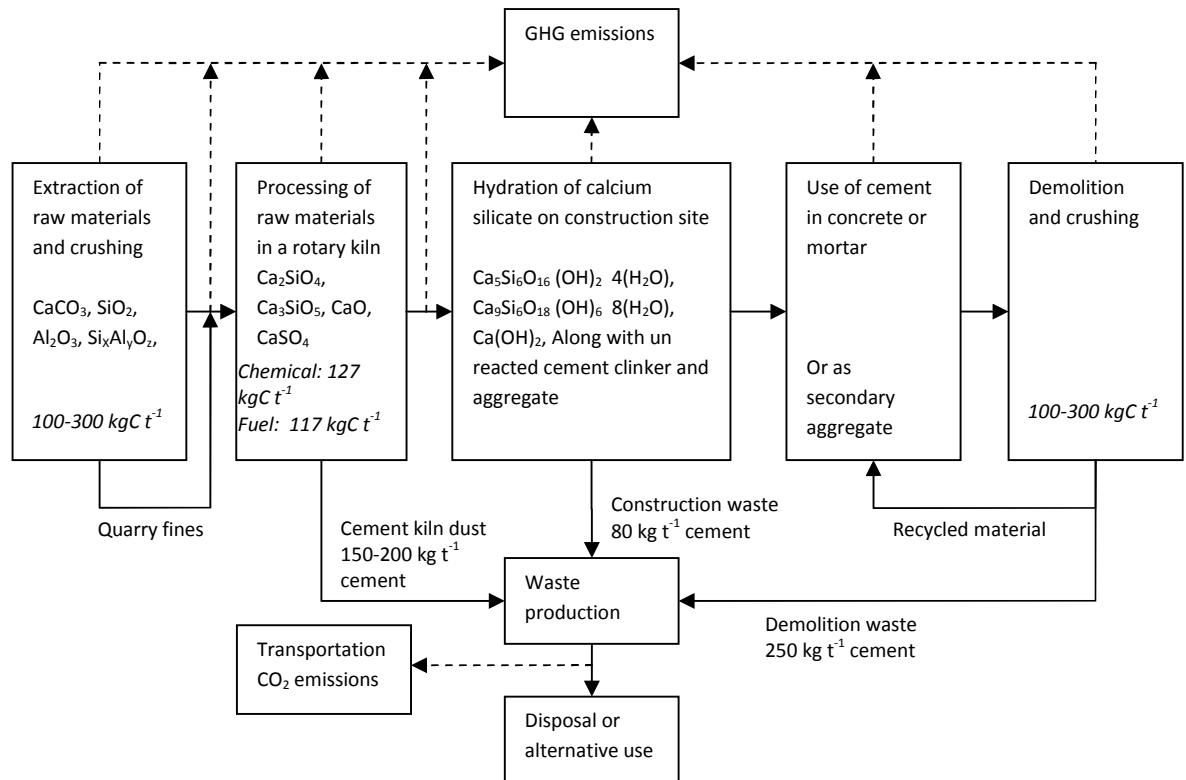 GHG emissions
Extraction of
raw materials
and crushing
CaCO₃, SiO₂,
Al₂O₃, SiₓAlᵧO_z,
100-300 kgC t⁻¹
Processing of
raw materials
in a rotary kiln
Ca₂SiO₄,
Ca₃SiO₅, CaO,
CaSO₄
Chemical: 127
kgC t⁻¹
Fuel: 117 kgC t⁻¹
Hydration of calcium
silicate on construction site
Ca₅Si₆O₁₆ (OH)₂ 4(H₂O),
Ca₉Si₆O₁₈ (OH)₆ 8(H₂O),
Ca(OH)₂, Along with un
reacted cement clinker and
aggregate
Use of cement
in concrete or
mortar
Or as
secondary
aggregate
Demolition
and crushing
100-300 kgC t⁻¹
Quarry fines
Cement kiln dust
150-200 kg t⁻¹
cement
Construction waste
80 kg t⁻¹ cement
Recycled material
Waste
production
Demolition waste
250 kg t⁻¹ cement
Transportation
CO₂ emissions
Disposal or
alternative use